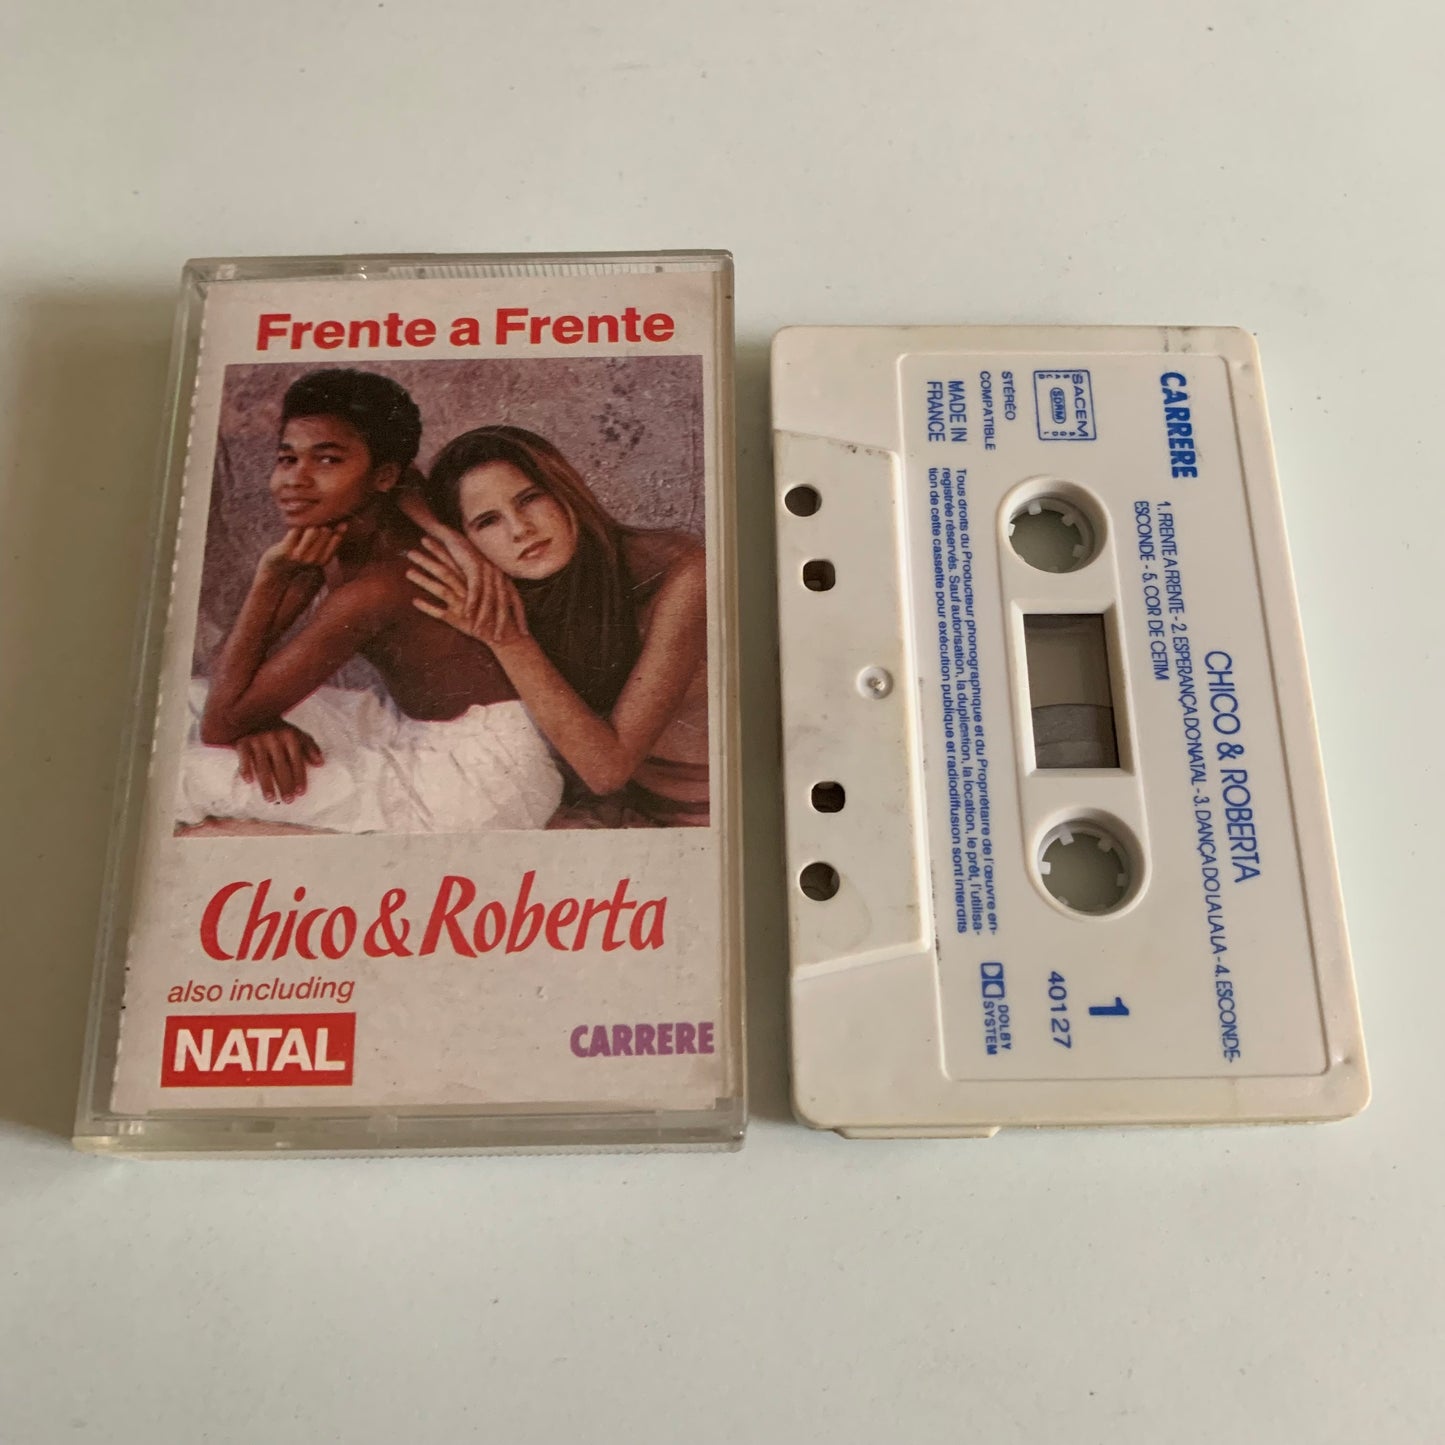 Frente a Frente
Chico & Roberta
also including
NATAL
CARRERE
CARRERE
CHICO & ROBERTA
1. FRENTE A FRENTE - 2. ESPERANÇA DO NATAL - 3. DANÇA DO LA LA - 4. ESCONDE-
ESCONDE - 5. COR DE CETIM
SACEM
SDRM
STÉRÉO
COMPATIBLE
MADE IN
FRANCE
Tous droits du Producteur phonographique et du Propriétaire de l'œuvre en-
registrée réservés. Sauf autorisation, la duplication, la location, le prêt, l'utilisa-
tion de cette cassette pour exécution publique et radiodiffusion sont interdits
1
40127
DOLBY
SYSTEM